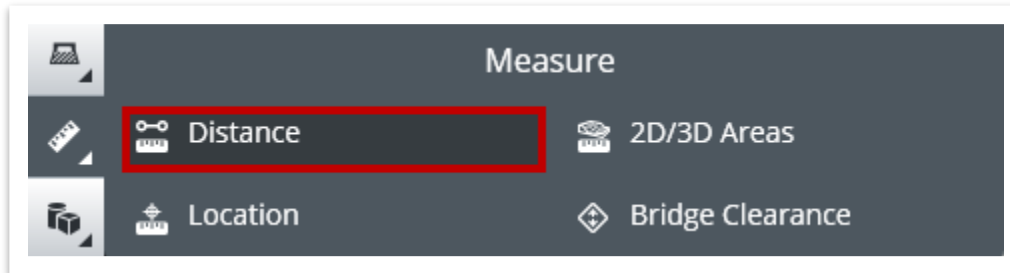 Measure
Distance
2D/3D Areas
Location
Bridge Clearance